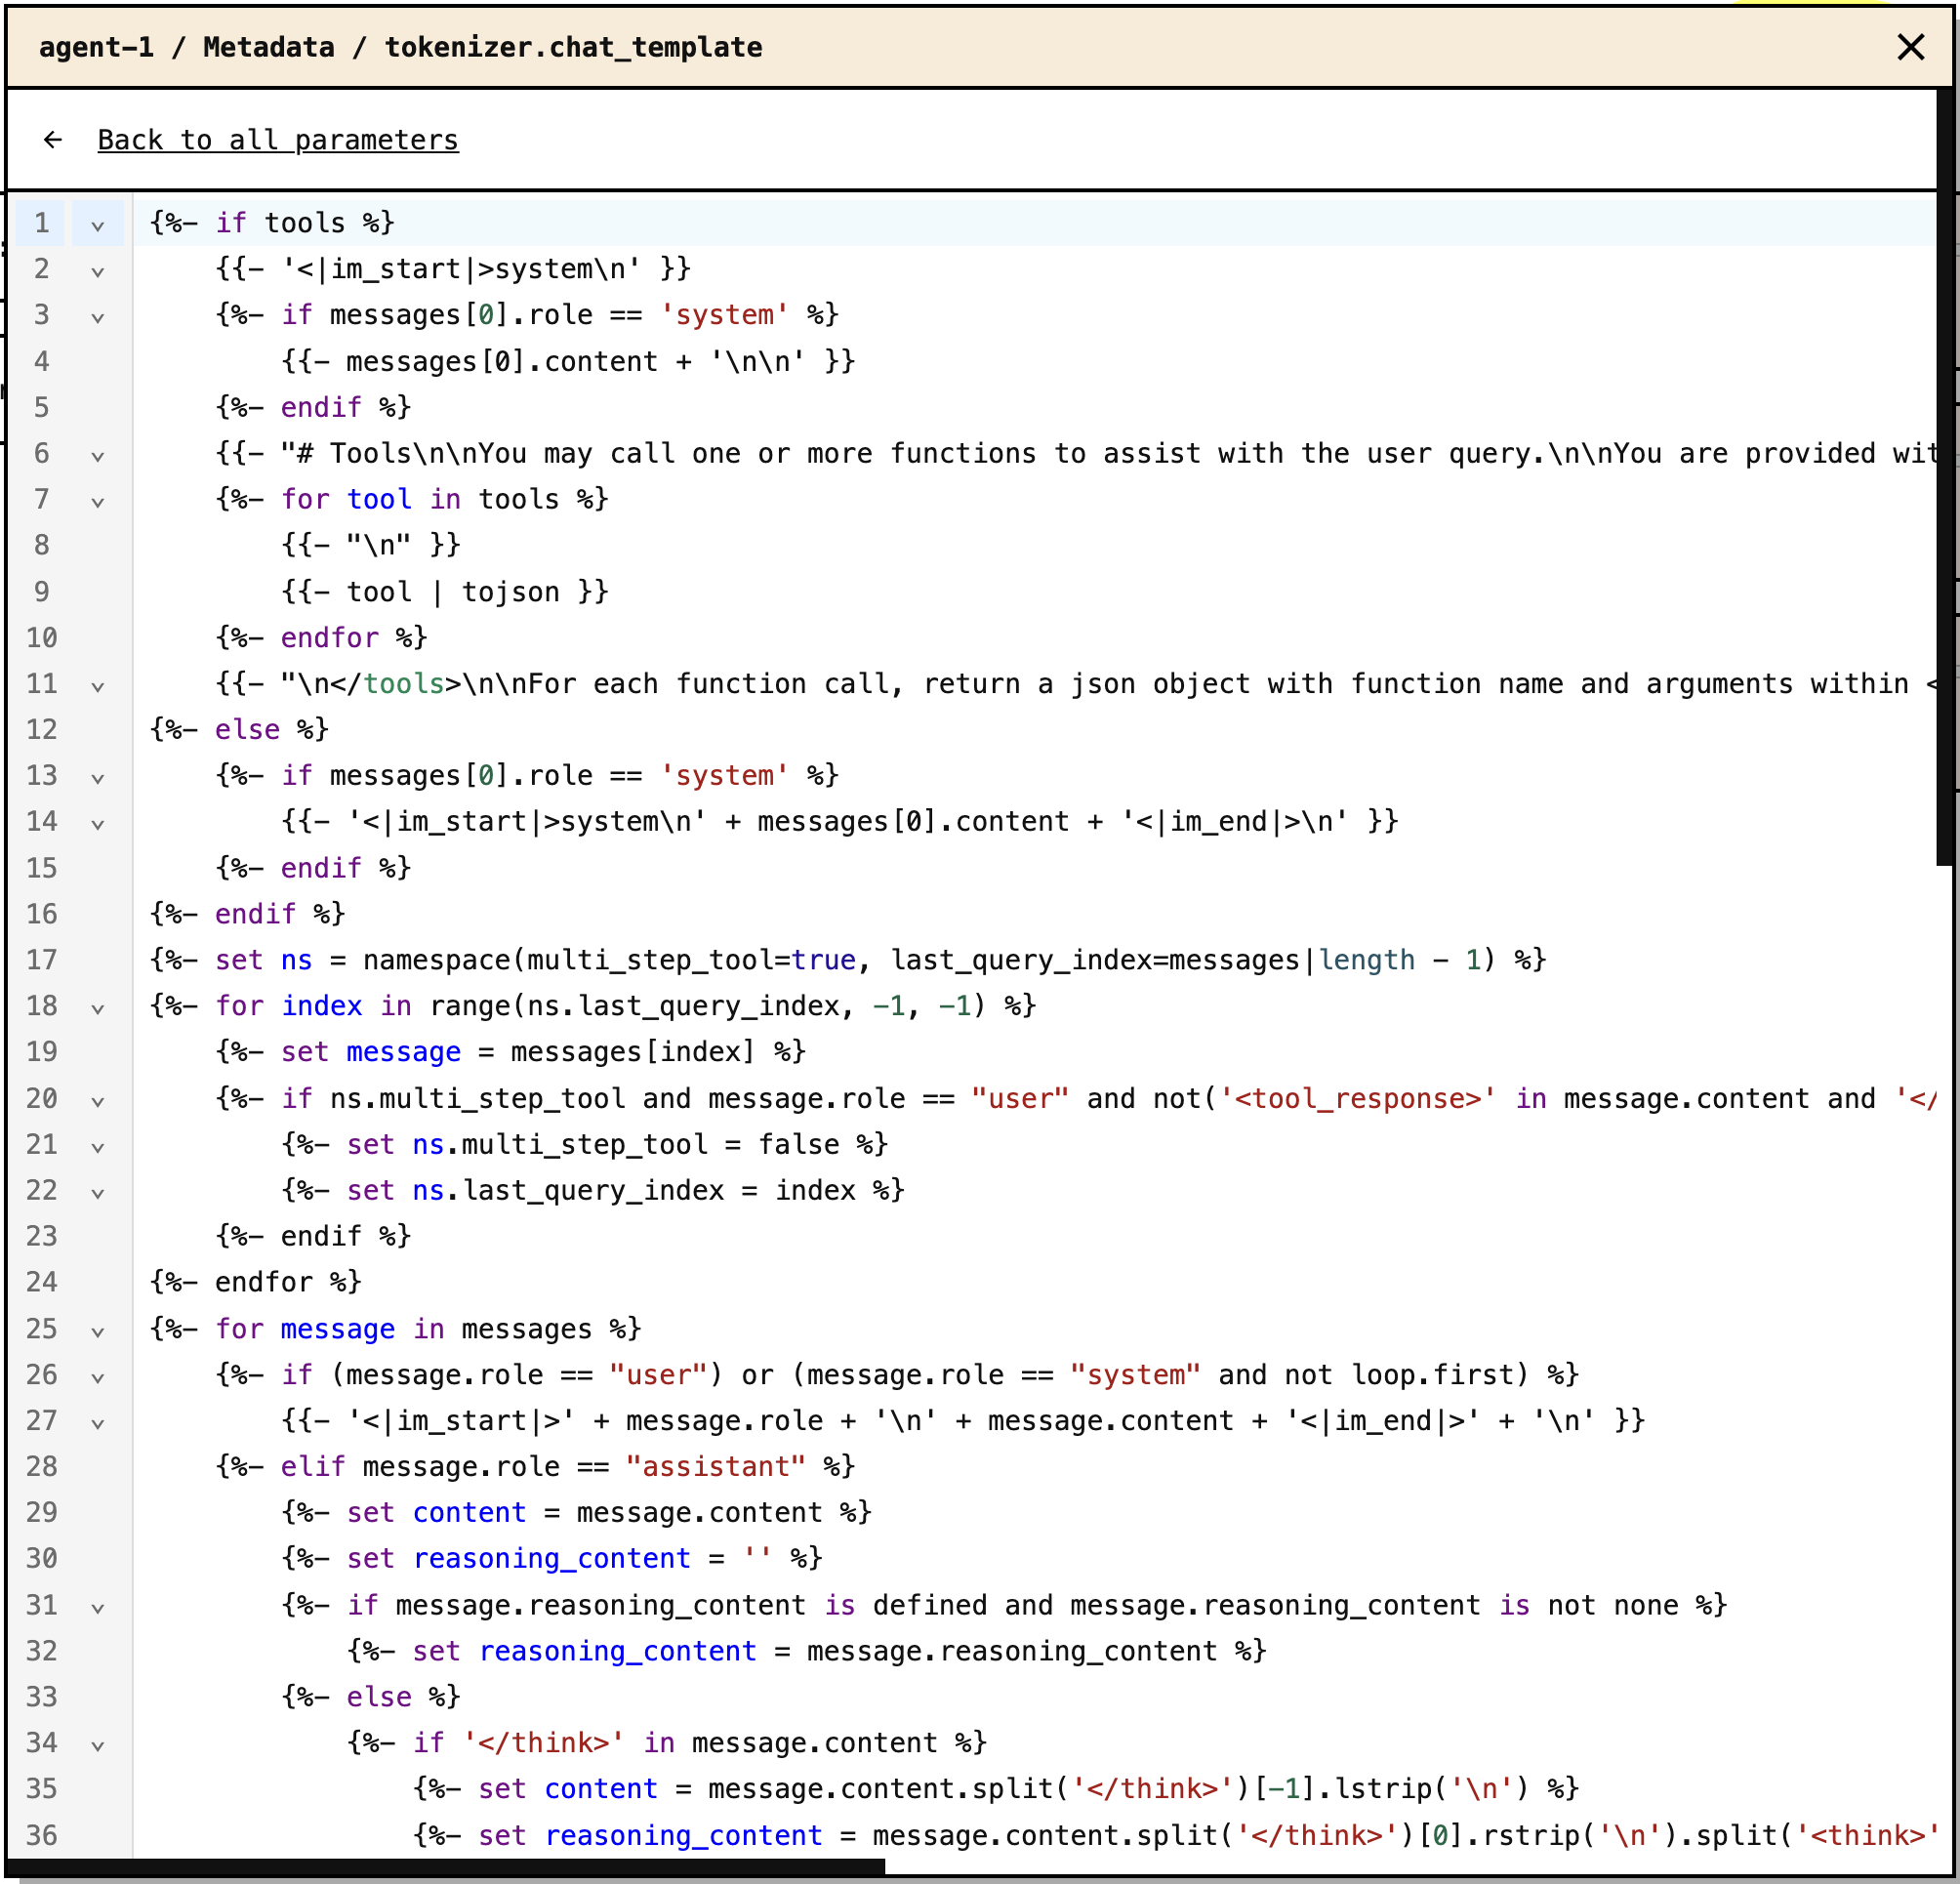 agent-1 / Metadata / tokenizer.chat_template
← Back to all parameters
1 {%- if tools %}
2     {{- '<|im_start|>system\n' }}
3     {%- if messages[0].role == 'system' %}
4         {{- messages[0].content + '\n\n' }}
5     {%- endif %}
6     {{- "# Tools\n\nYou may call one or more functions to assist with the user query.\n\nYou are provided wit
7     {%- for tool in tools %}
8         {{- "\n" }}
9         {{- tool | tojson }}
10     {%- endfor %}
11     {{- "\n</tools>\n\nFor each function call, return a json object with function name and arguments within <
12 {%- else %}
13     {%- if messages[0].role == 'system' %}
14         {{- '<|im_start|>system\n' + messages[0].content + '<|im_end|>\n' }}
15     {%- endif %}
16 {%- endif %}
17 {%- set ns = namespace(multi_step_tool=true, last_query_index=messages|length - 1) %}
18 {%- for index in range(ns.last_query_index, -1, -1) %}
19     {%- set message = messages[index] %}
20     {%- if ns.multi_step_tool and message.role == "user" and not('<tool_response>' in message.content and '</
21         {%- set ns.multi_step_tool = false %}
22         {%- set ns.last_query_index = index %}
23     {%- endif %}
24 {%- endfor %}
25 {%- for message in messages %}
26     {%- if (message.role == "user") or (message.role == "system" and not loop.first) %}
27         {{- '<|im_start|>' + message.role + '\n' + message.content + '<|im_end|>' + '\n' }}
28     {%- elif message.role == "assistant" %}
29         {%- set content = message.content %}
30         {%- set reasoning_content = '' %}
31         {%- if message.reasoning_content is defined and message.reasoning_content is not none %}
32             {%- set reasoning_content = message.reasoning_content %}
33         {%- else %}
34             {%- if '</think>' in message.content %}
35                 {%- set content = message.content.split('</think>')[-1].lstrip('\n') %}
36                 {%- set reasoning_content = message.content.split('</think>')[0].rstrip('\n').split('<think>'